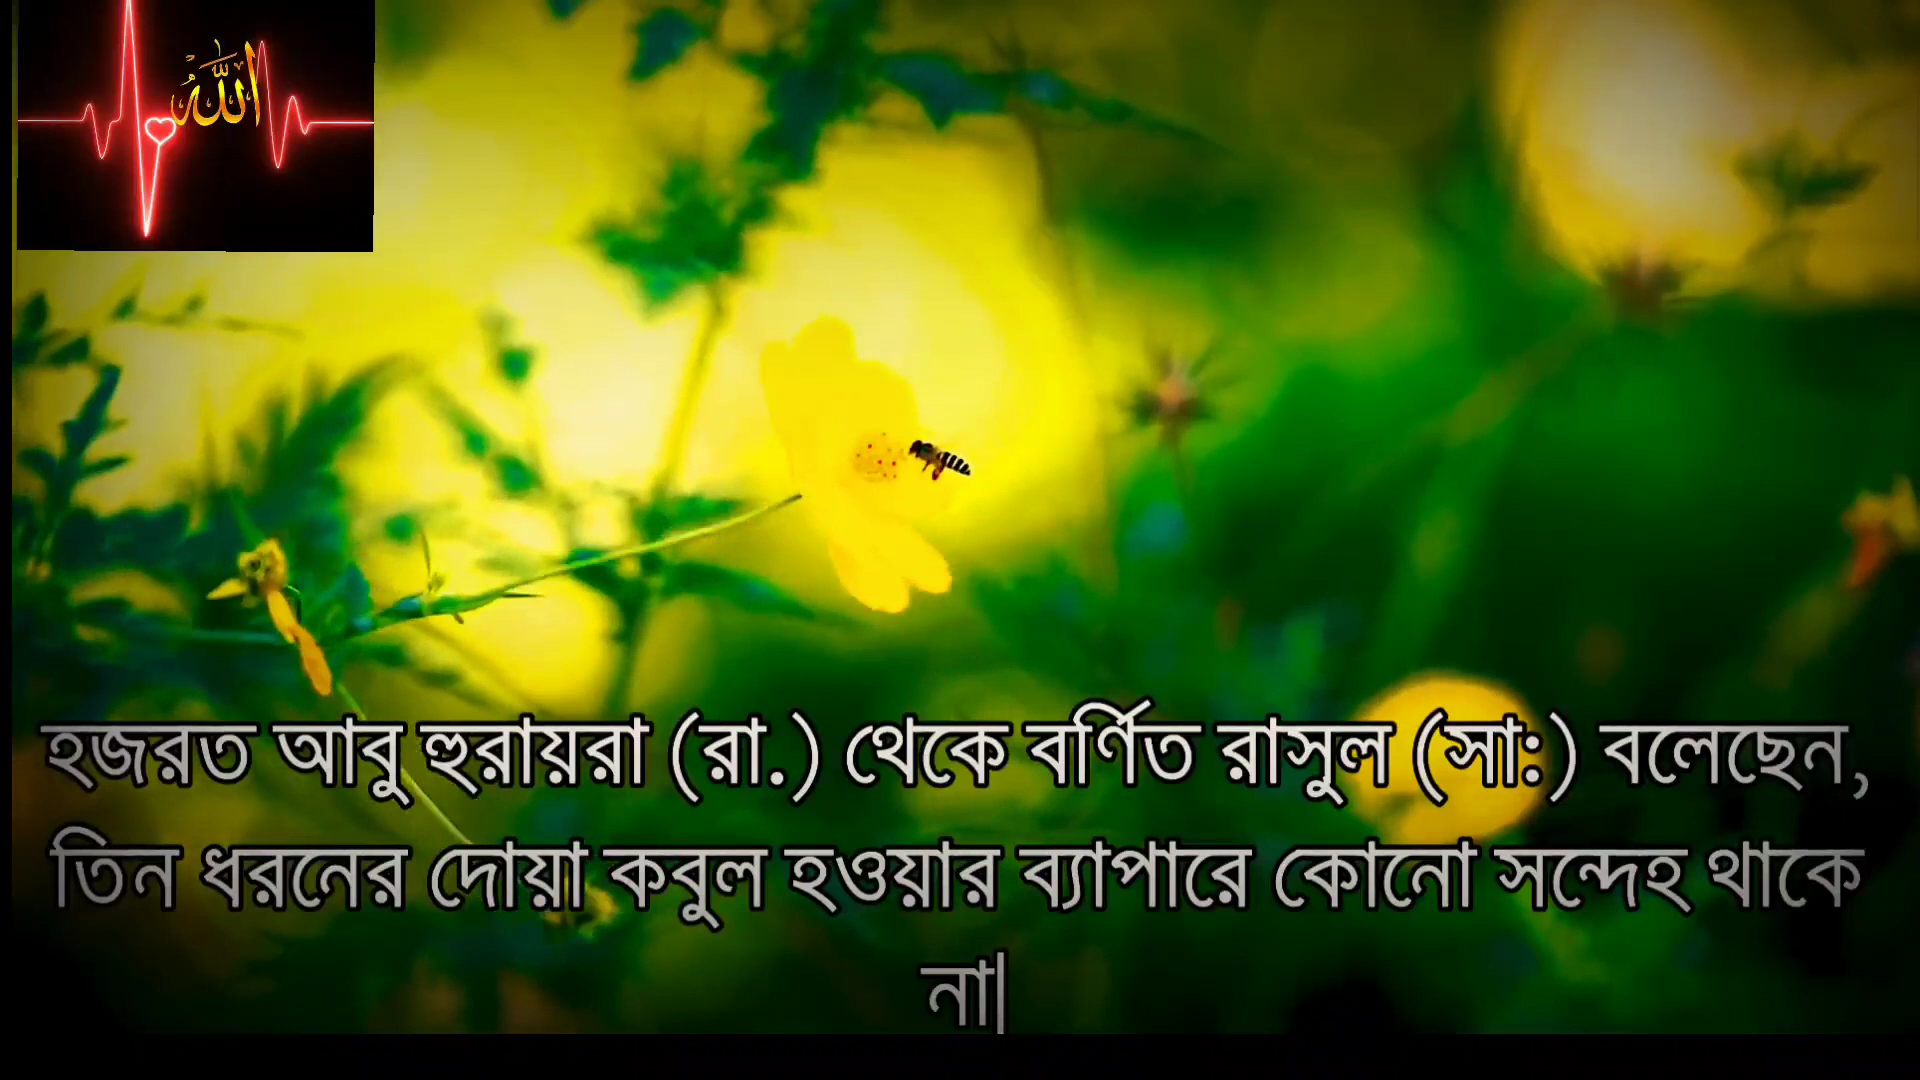 الله
হজরত আবু হুরায়রা (রা.) থেকে বর্ণিত রাসুল (সা:) বলেছেন,
তিন ধরনের দোয়া কবুল হওয়ার ব্যাপারে কোনো সন্দেহ থাকে
না|